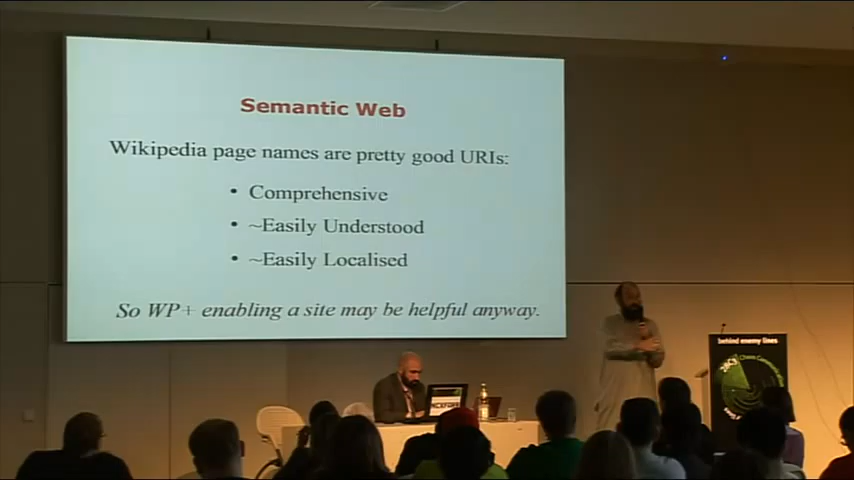 Semantic Web
Wikipedia page names are pretty good URIs:
• Comprehensive
• ~Easily Understood
• ~Easily Localised
So WP+ enabling a site may be helpful anyway.
behind enemy lines